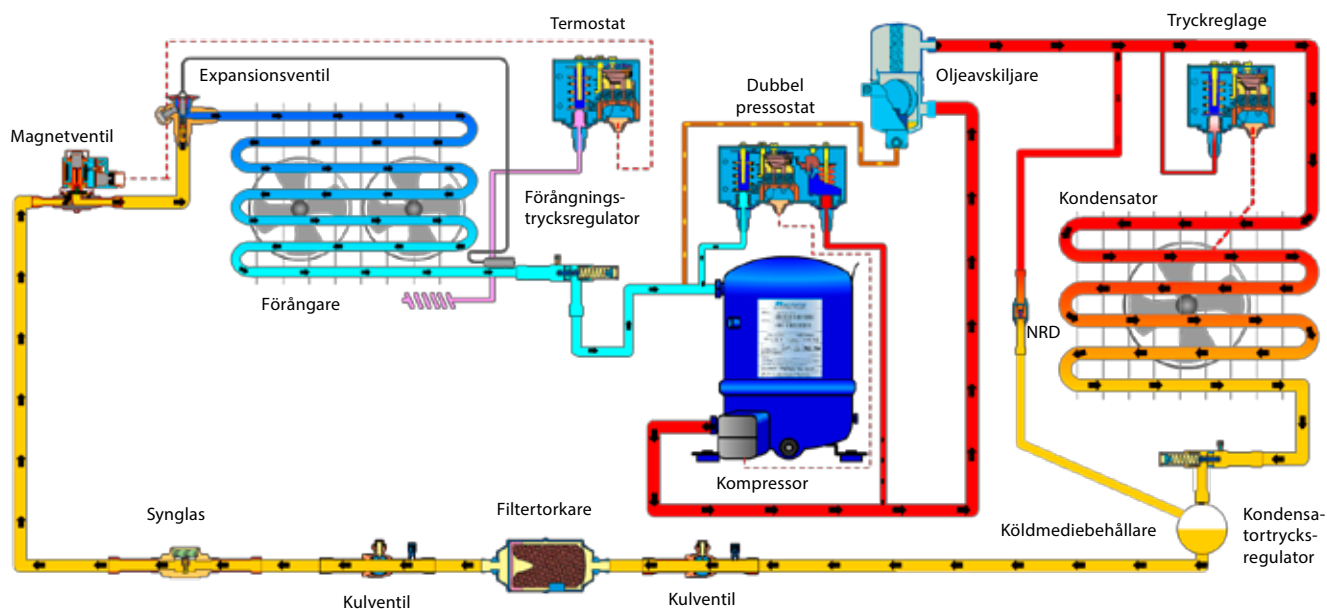 Termostat
Tryckreglage
Expansionsventil
Oljeavskiljare
Dubbel
pressostat
Magnetventil
Förångnings-
trycksregulator
Kondensator
Förångare
NRD
Kompressor
Synglas
Filtertorkare
Köldmediebehållare
Kondensa-
tortrycks-
regulator
Kulventil
Kulventil